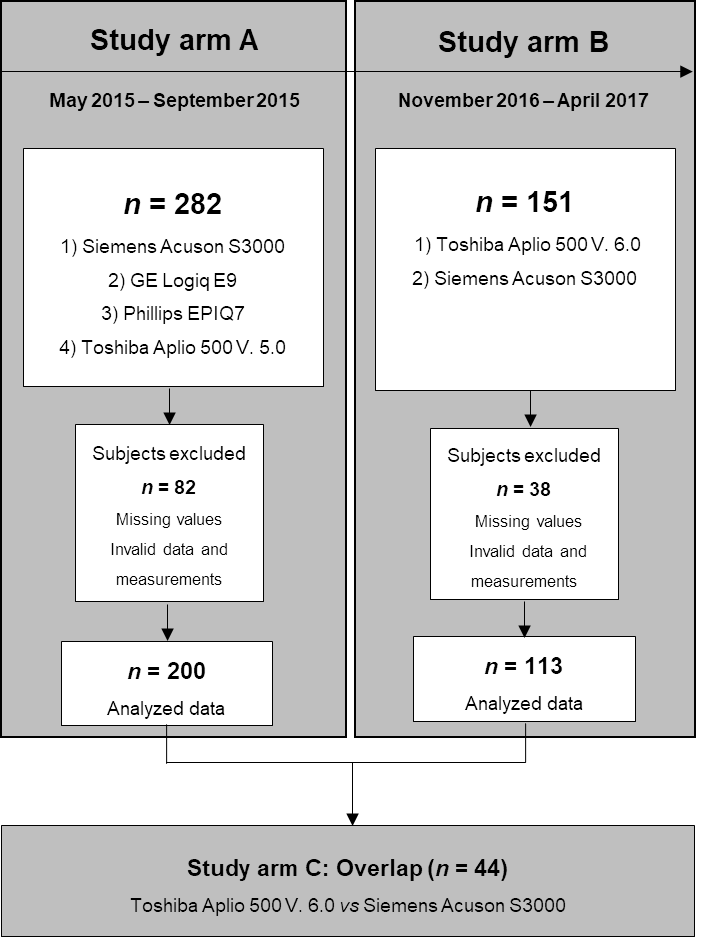 Study arm A
May 2015 – September 2015
n = 282
1) Siemens Acuson S3000
2) GE Logiq E9
3) Phillips EPIQ7
4) Toshiba Aplio 500 V. 5.0
Subjects excluded
n = 82
Missing values
Invalid data and
measurements
n = 200
Analyzed data
Study arm B
November 2016 – April 2017
n = 151
1) Toshiba Aplio 500 V. 6.0
2) Siemens Acuson S3000
Subjects excluded
n = 38
Missing values
Invalid data and
measurements
n = 113
Analyzed data
Study arm C: Overlap (n = 44)
Toshiba Aplio 500 V. 6.0 vs Siemens Acuson S3000